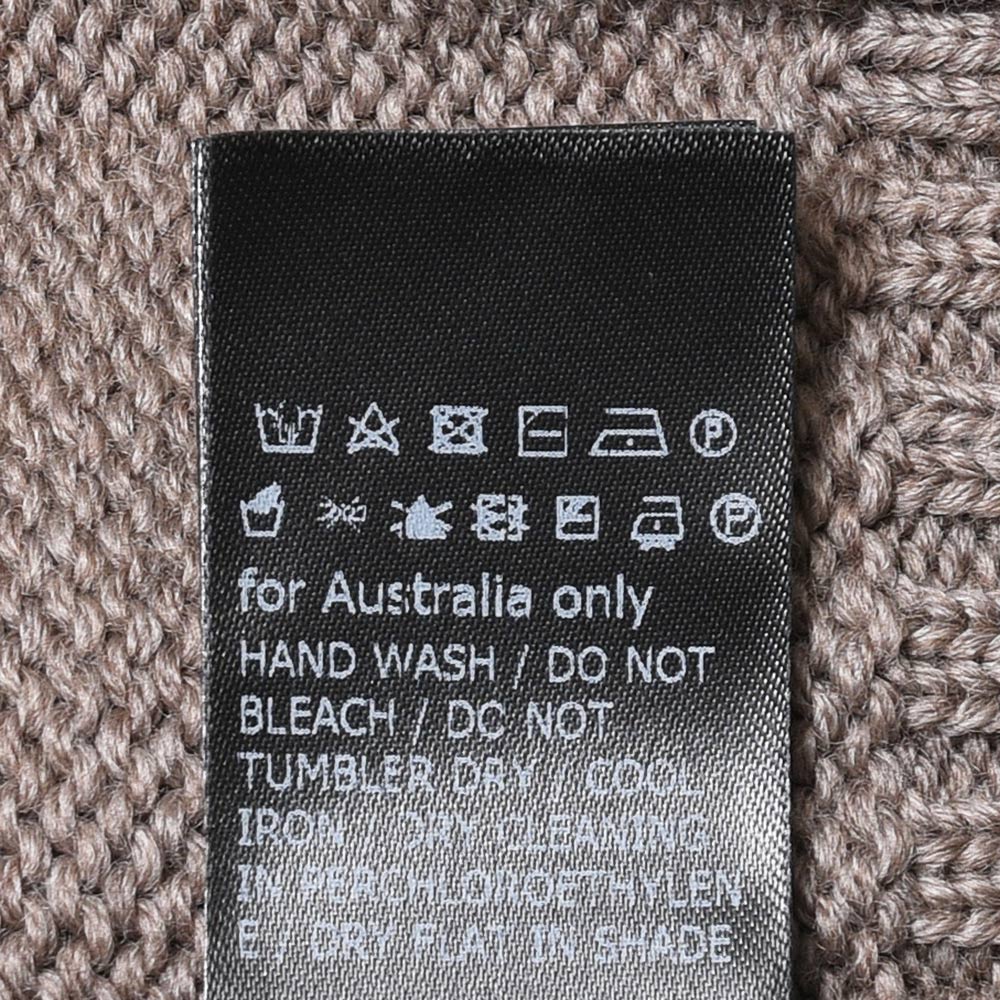 P
P
for Australia only
HAND WASH / DO NOT
BLEACH / DO NOT
TUMBLER DRY / COOL
IRON / DRY CLEANING
IN PERCHLOROETHYLEN
E / DRY FLAT IN SHADE